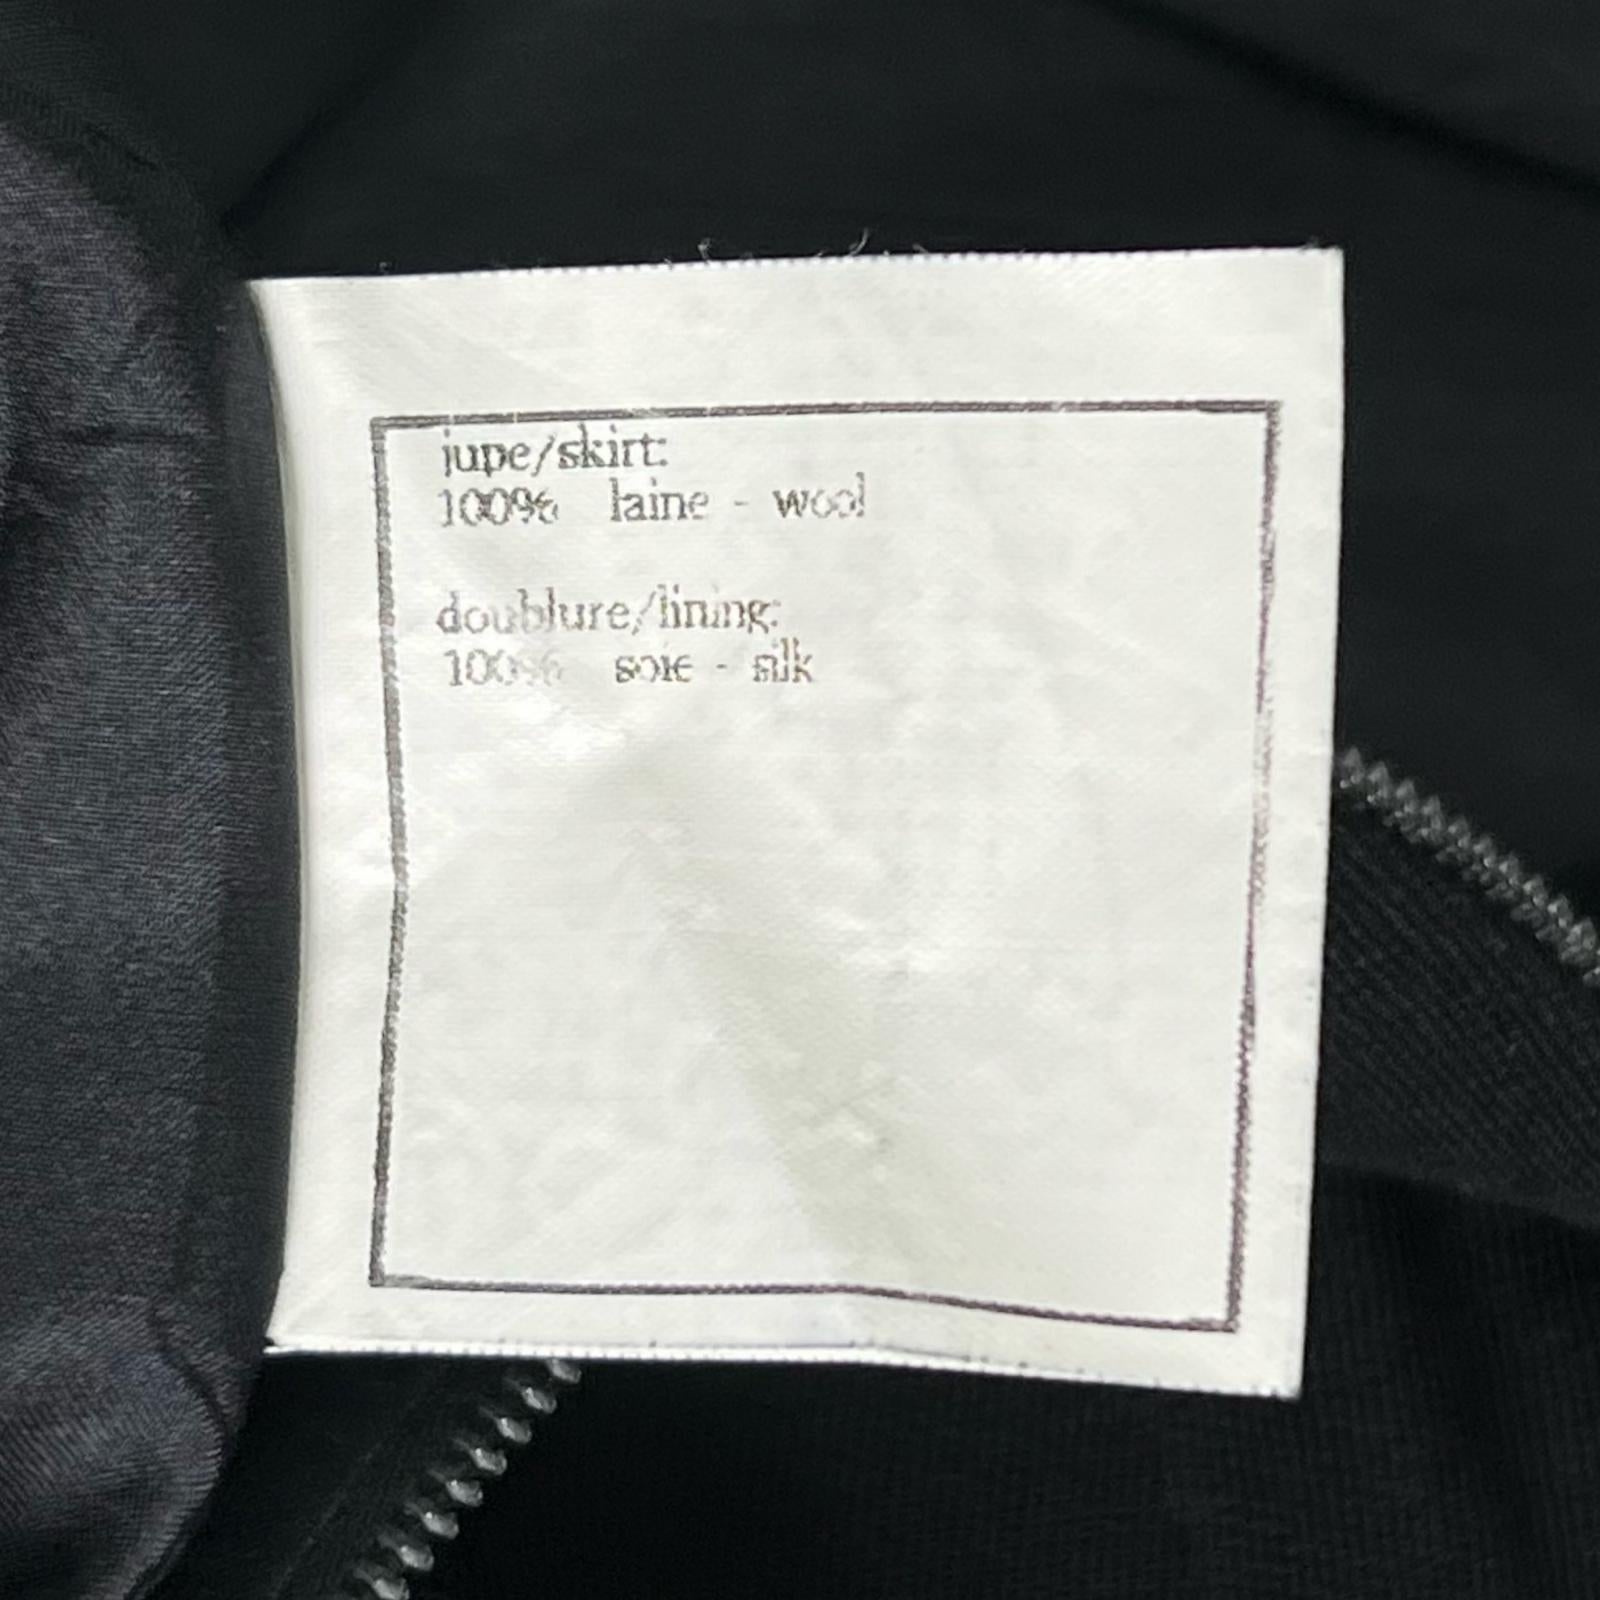 jupe/skirt:
100% laine - wool
doublure/lining:
100% soie - silk